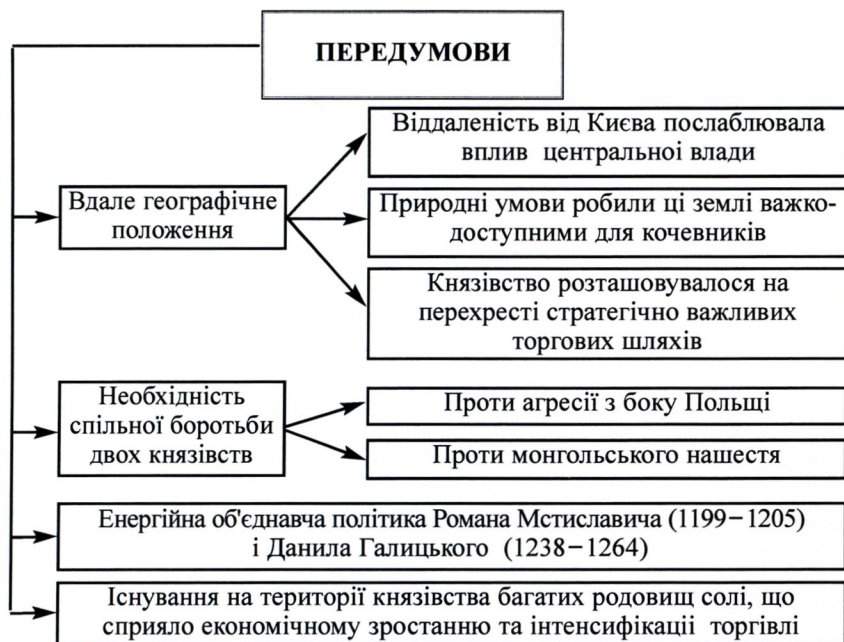 ПЕРЕДУМОВИ
Віддаленість від Києва послаблювала
вплив центральної влади
Вдале географічне
положення
Природні умови робили ці землі важко-
доступними для кочевників
Князівство розташовувалося на
перехресті стратегічно важливих
торгових шляхів
Необхідність
спільної боротьби
двох князівств
Проти агресії з боку Польщі
Проти монгольського нашестя
Енергійна об'єднавча політика Романа Мстиславича (1199–1205)
і Данила Галицького (1238–1264)
Існування на території князівства багатих родовищ солі, що
сприяло економічному зростанню та інтенсифікації торгівлі